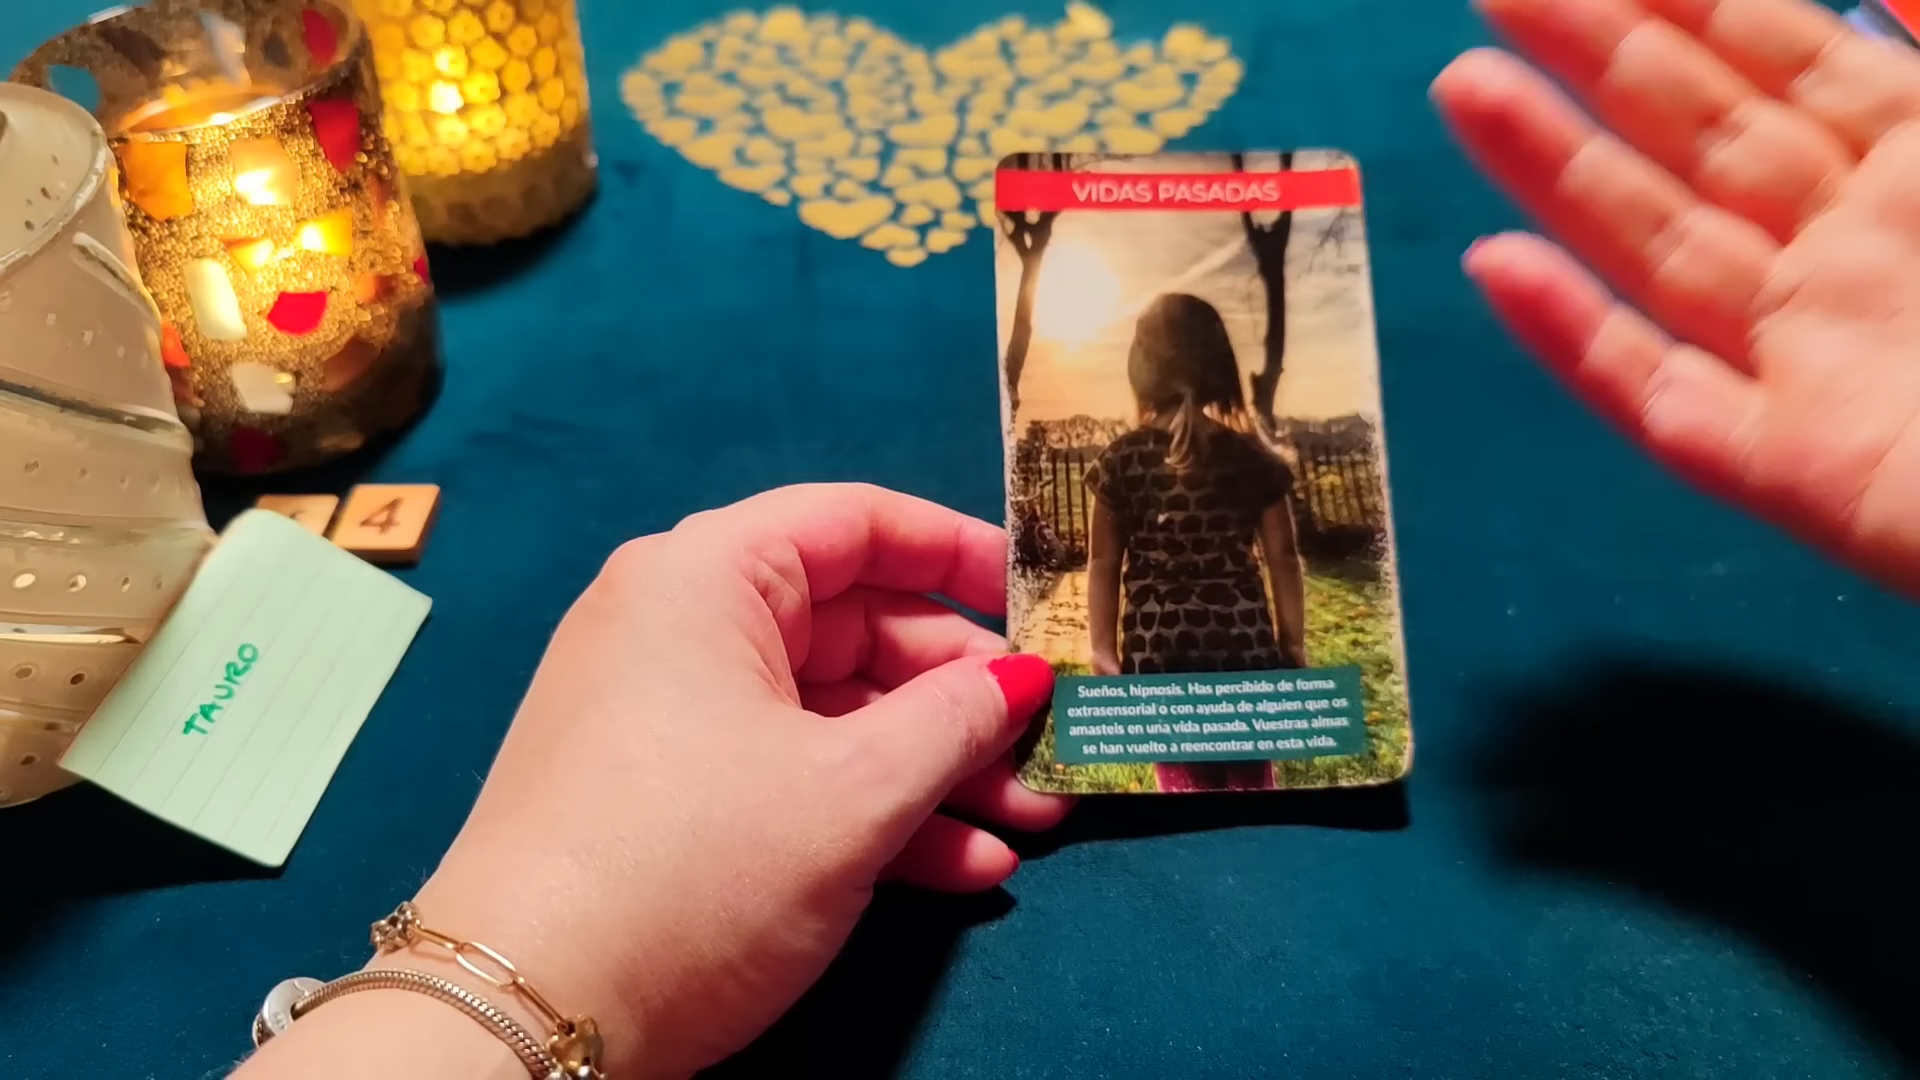 VIDAS PASADAS
Sueños, hipnosis. Has percibido de forma
extrasensorial o con ayuda de alguien que os
amasteis en una vida pasada. Vuestras almas
se han vuelto a reencontrar en esta vida.
4
TAURO